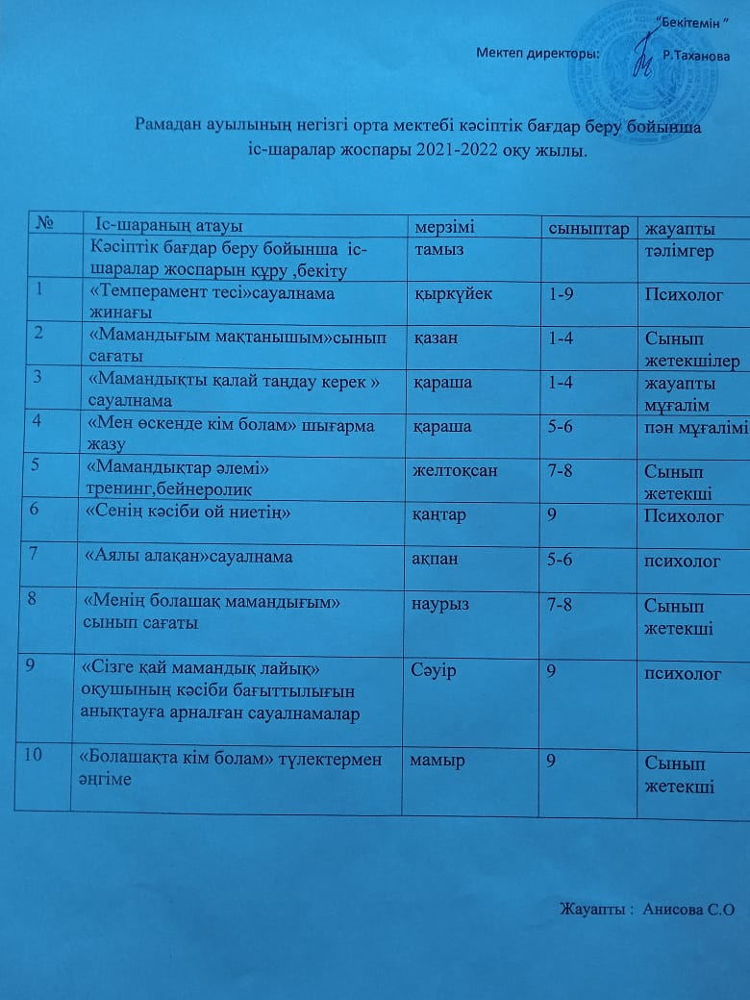 “Бекітемін ”
Мектеп директоры: Р.Таханова
Рамадан ауылының негізгі орта мектебі кәсіптік бағдар беру бойынша
іс-шаралар жоспары 2021-2022 оқу жылы.
№ Іс-шараның атауы мерзімі сыныптар жауапты
Кәсіптік бағдар беру бойынша іс- тамыз тәлімгер
шаралар жоспарын құру ,бекіту
1 «Темперамент тесі»сауалнама қыркүйек 1-9 Психолог
жинағы
2 «Мамандығым мақтанышым»сынып қазан 1-4 Сынып
сағаты жетекшілер
3 «Мамандықты қалай таңдау керек » қараша 1-4 жауапты
сауалнама мұғалім
4 «Мен өскенде кім болам» шығарма қараша 5-6 пән мұғалімі
жазу
5 «Мамандықтар әлемі» желтоқсан 7-8 Сынып
тренинг,бейнеролик жетекші
6 «Сенің кәсіби ой ниетің» қаңтар 9 Психолог
7 «Аялы алақан»сауалнама ақпан 5-6 психолог
8 «Менің болашақ мамандығым» наурыз 7-8 Сынып
сынып сағаты жетекші
9 «Сізге қай мамандық лайық» Сәуір 9 психолог
оқушының кәсіби бағыттылығын
анықтауға арналған сауалнамалар
10 «Болашақта кім болам» түлектермен мамыр 9 Сынып
әңгіме жетекші
Жауапты : Анисова С.О